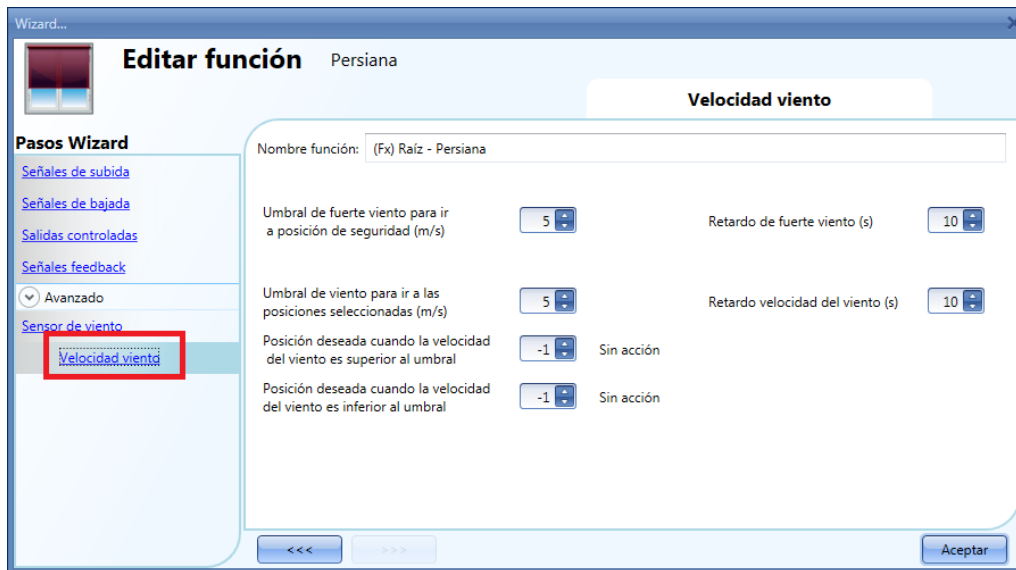 Wizard...
Editar función Persiana
Velocidad viento
Pasos Wizard
Señales de subida
Señales de bajada
Salidas controladas
Señales feedback
Avanzado
Sensor de viento
Velocidad viento
Nombre función: (Fx) Raíz - Persiana
Umbral de fuerte viento para ir
a posición de seguridad (m/s)
5
Retardo de fuerte viento (s) 10
Umbral de viento para ir a las
posiciones seleccionadas (m/s)
5
Retardo velocidad del viento (s) 10
Posición deseada cuando la velocidad
del viento es superior al umbral
-1 Sin acción
Posición deseada cuando la velocidad
del viento es inferior al umbral
-1 Sin acción
<<< >>> Aceptar